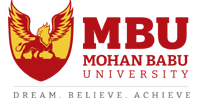 MBU
MOHAN BABU
UNIVERSITY
DREAM. BELIEVE. ACHIEVE